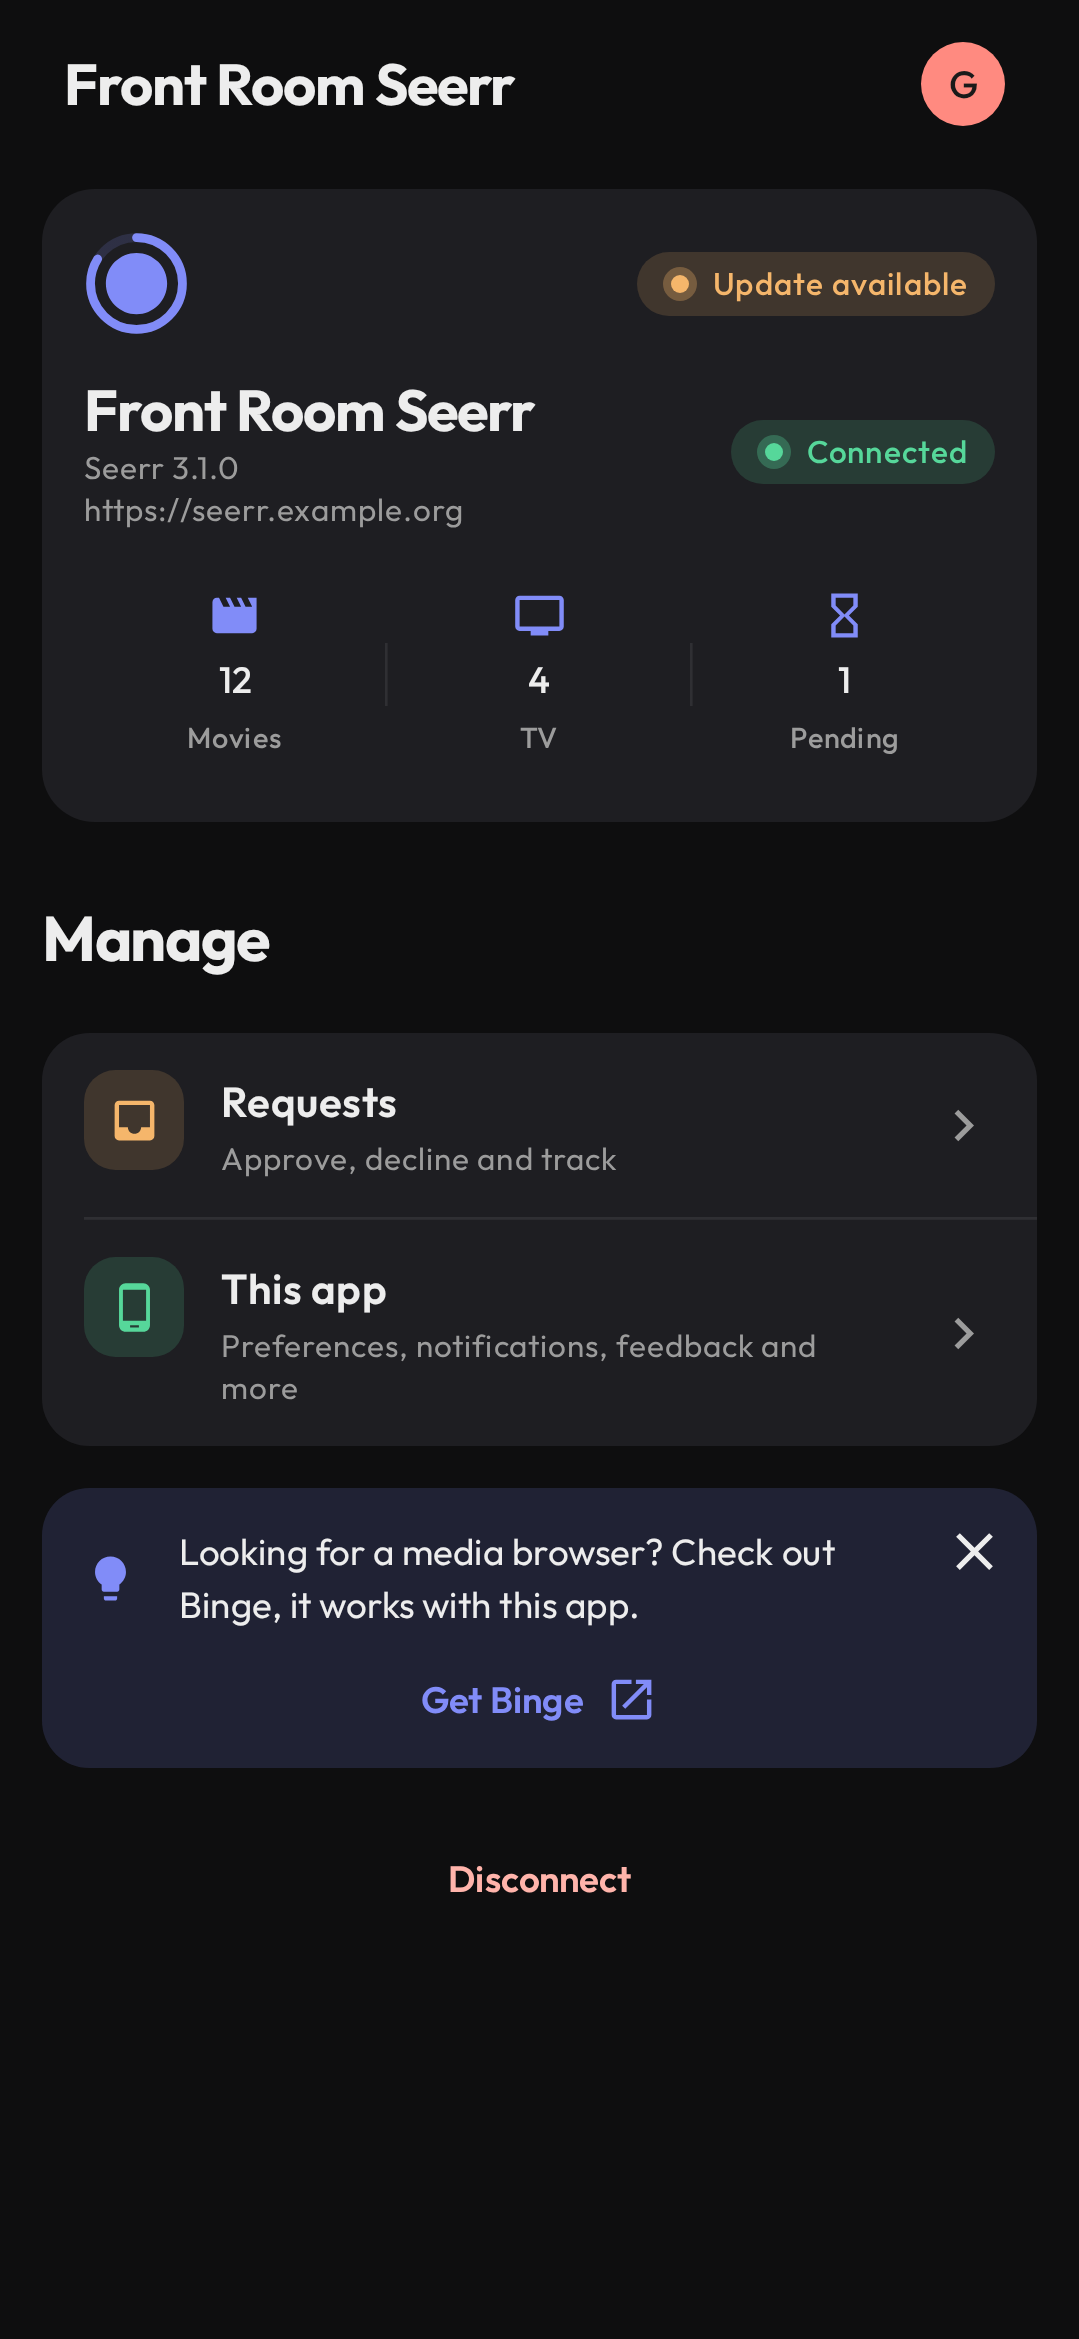 Front Room Seerr
G
Update available
Front Room Seerr
Seerr 3.1.0
https://seerr.example.org
Connected
12
Movies
4
TV
1
Pending
Manage
Requests
Approve, decline and track
This app
Preferences, notifications, feedback and
more
Looking for a media browser? Check out
Binge, it works with this app.
Get Binge
Disconnect